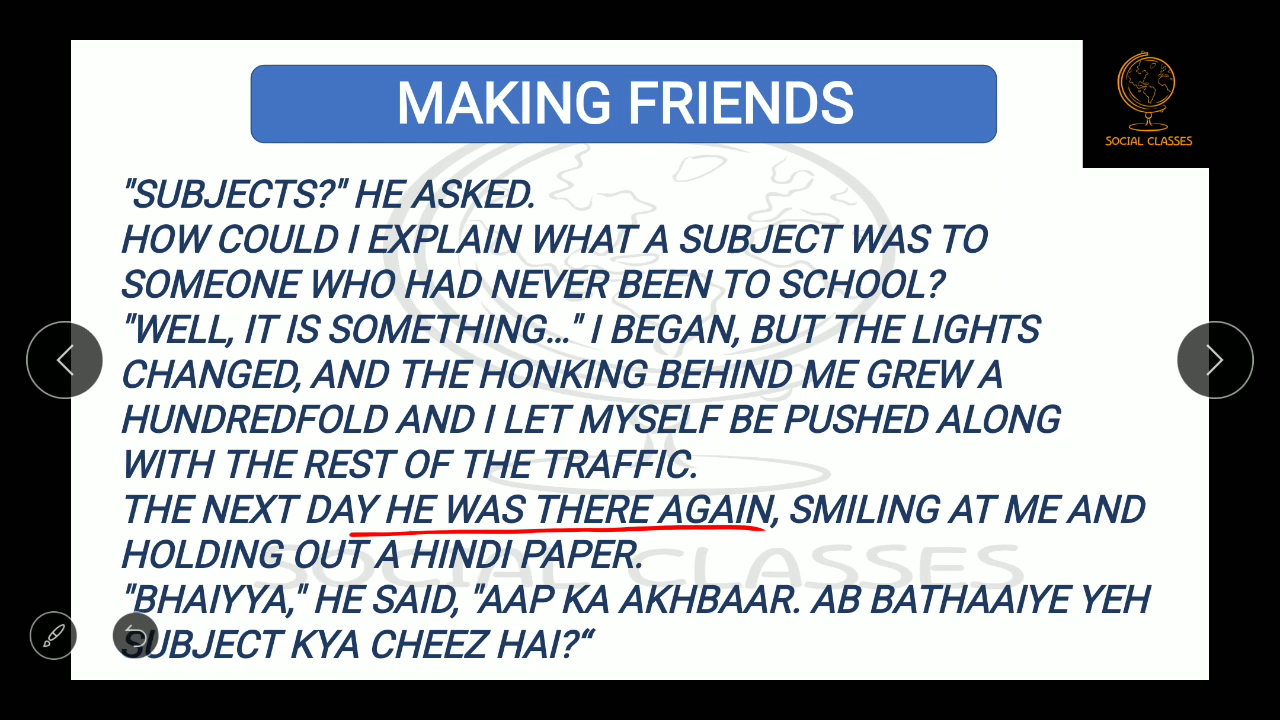 MAKING FRIENDS
SOCIAL CLASSES
"SUBJECTS?" HE ASKED.
HOW COULD I EXPLAIN WHAT A SUBJECT WAS TO
SOMEONE WHO HAD NEVER BEEN TO SCHOOL?
"WELL, IT IS SOMETHING..." I BEGAN, BUT THE LIGHTS
CHANGED, AND THE HONKING BEHIND ME GREW A
HUNDREDFOLD AND I LET MYSELF BE PUSHED ALONG
WITH THE REST OF THE TRAFFIC.
THE NEXT DAY HE WAS THERE AGAIN, SMILING AT ME AND
HOLDING OUT A HINDI PAPER.
SOCIAL CLASSES
"BHAIYYA," HE SAID, "AAP KA AKHBAAR. AB BATHAAIYE YEH
SUBJECT KYA CHEEZ HAI?“